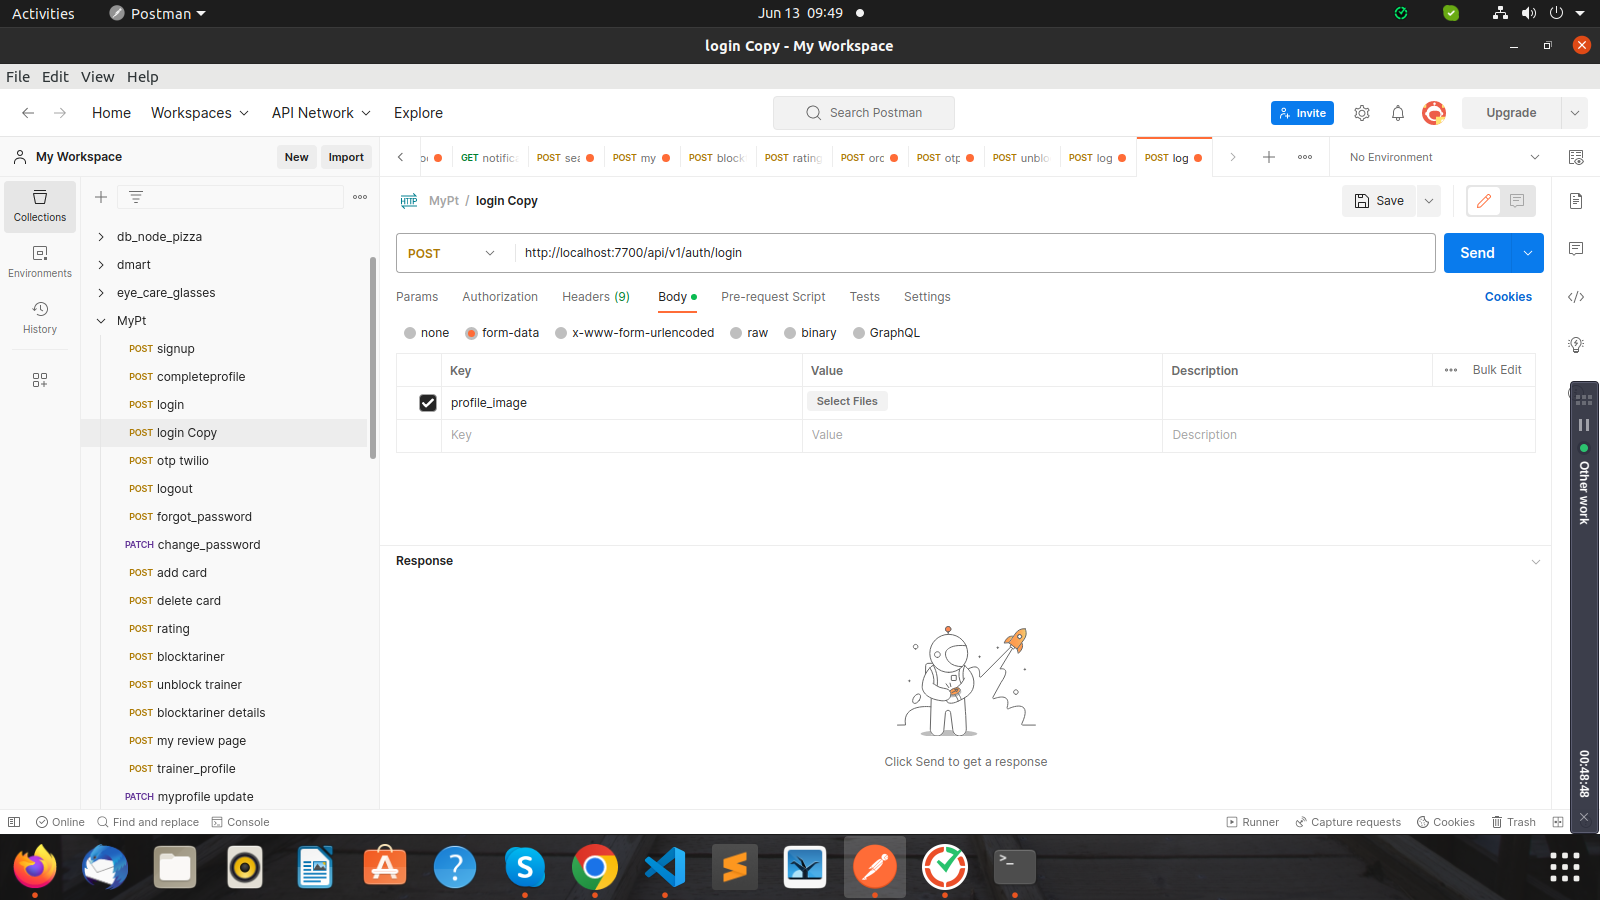 Activities
Postman
Jun 13 09:49
login Copy - My Workspace
File Edit View Help
Home Workspaces API Network Explore
Search Postman
Invite
Upgrade
My Workspace
New
Import
GET notific
POST sea
POST my
POST block
POST rating
POST orc
POST otp
POST unblo
POST log
POST log
No Environment
Collections
Environments
History
db_node_pizza
dmart
eye_care_glasses
MyPt
POST signup
POST completeprofile
POST login
POST login Copy
POST otp twilio
POST logout
POST forgot_password
PATCH change_password
POST add card
POST delete card
POST rating
POST blocktariner
POST unblock trainer
POST blocktariner details
POST my review page
POST trainer_profile
PATCH myprofile update
HTTP MyPt / login Copy
Save
POST http://localhost:7700/api/v1/auth/login
Send
Params Authorization Headers (9) Body Pre-request Script Tests Settings
Cookies
none form-data x-www-form-urlencoded raw binary GraphQL
Key Value Description Bulk Edit
profile_image Select Files
Key Value Description
Response
Click Send to get a response
Other work
00:48:48
Online Find and replace Console
Runner Capture requests Cookies Trash